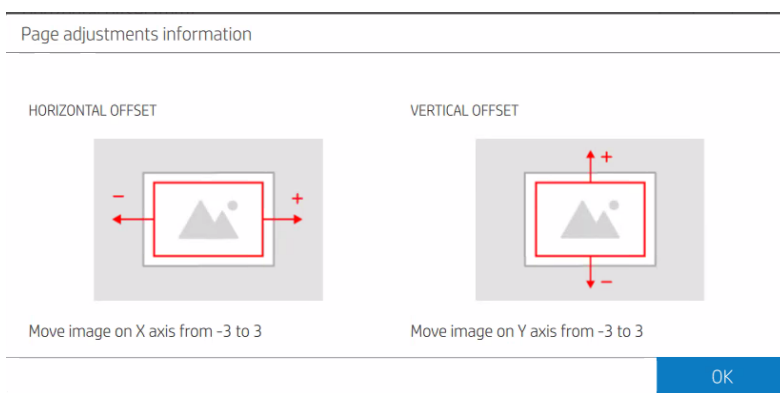 Page adjustments information
HORIZONTAL OFFSET
VERTICAL OFFSET
- +
+
-
Move image on X axis from -3 to 3
Move image on Y axis from -3 to 3
OK